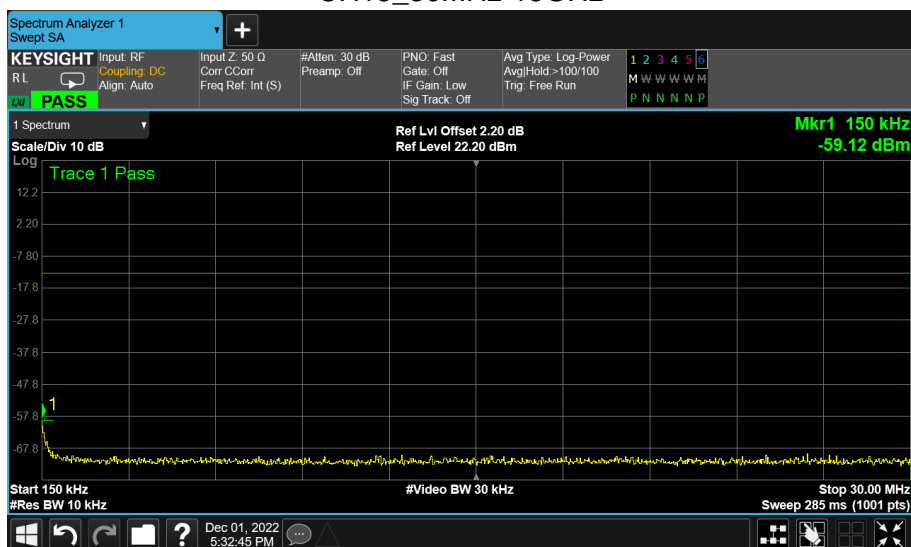 Spectrum Analyzer 1
Swept SA
KEYSIGHT
RL
LXI PASS
Input: RF
Coupling: DC
Align: Auto
Input Z: 50 Ω
Corr CCorr
Freq Ref: Int (S)
#Atten: 30 dB
Preamp: Off
PNO: Fast
Gate: Off
IF Gain: Low
Sig Track: Off
Avg Type: Log-Power
Avg|Hold:>100/100
Trig: Free Run
1 2 3 4 5 6
M W W W W M
P N N N N P
1 Spectrum
Scale/Div 10 dB
Ref Lvl Offset 2.20 dB
Ref Level 22.20 dBm
Mkr1 150 kHz
-59.12 dBm
Log
Trace 1 Pass
12.2
2.20
-7.80
-17.8
-27.8
-37.8
-47.8
1
-57.8
-67.8
Start 150 kHz
#Res BW 10 kHz
#Video BW 30 kHz
Stop 30.00 MHz
Sweep 285 ms (1001 pts)
?
Dec 01, 2022
5:32:45 PM